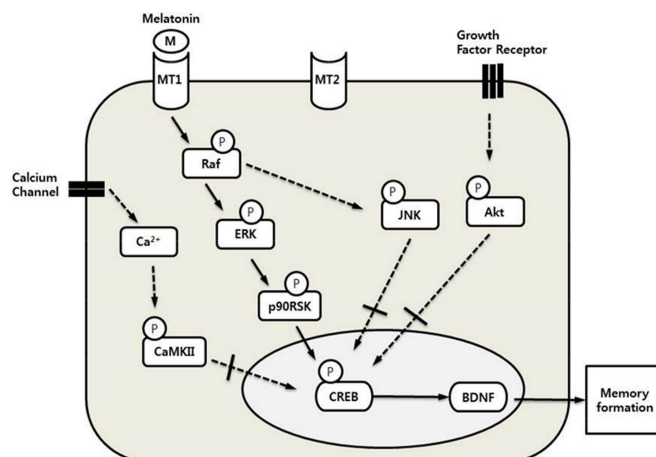 Melatonin
M
MT1
MT2
Growth
Factor Receptor
P
Raf
Calcium
Channel
P
JNK
P
Akt
P
ERK
Ca²⁺
P
p90RSK
P
CaMKII
P
CREB
BDNF
Memory
formation